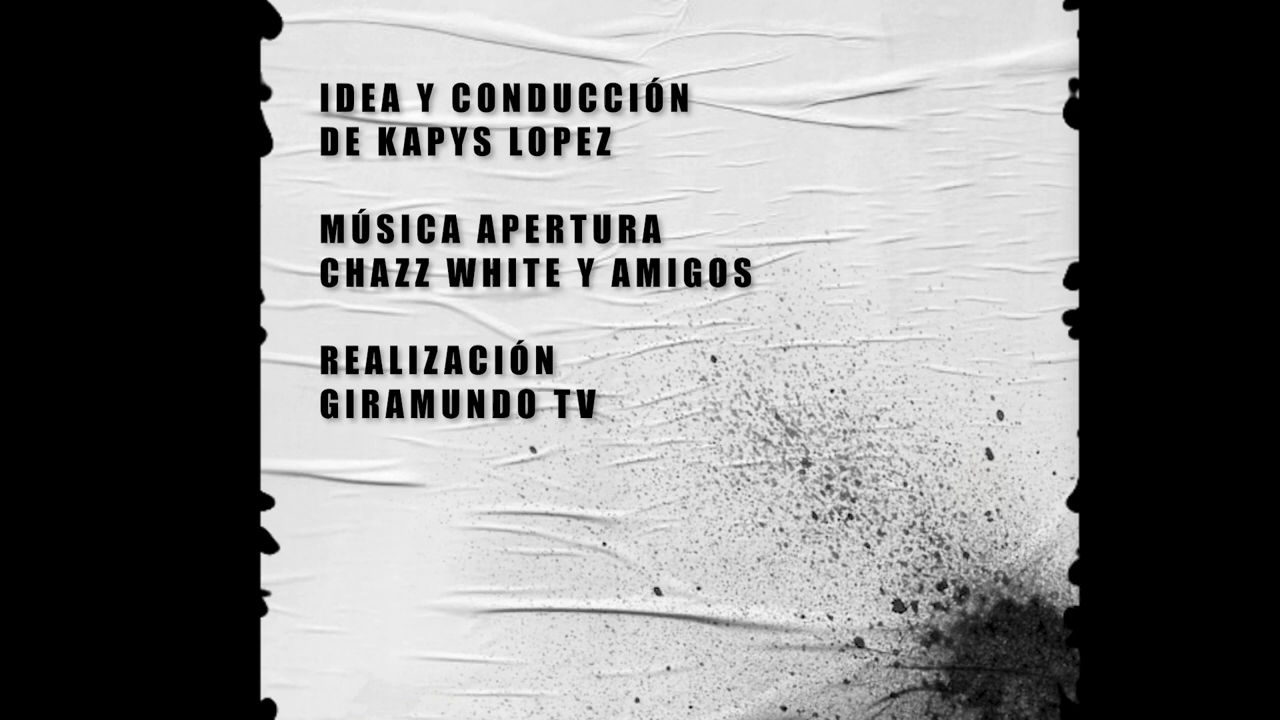 IDEA Y CONDUCCIÓN
DE KAPYS LOPEZ
MÚSICA APERTURA
CHAZZ WHITE Y AMIGOS
REALIZACIÓN
GIRAMUNDO TV